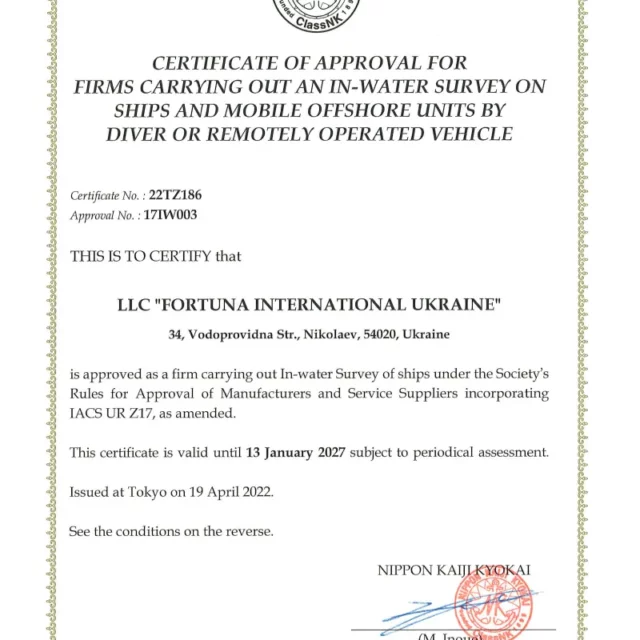 ClassNK
CERTIFICATE OF APPROVAL FOR
FIRMS CARRYING OUT AN IN-WATER SURVEY ON
SHIPS AND MOBILE OFFSHORE UNITS BY
DIVER OR REMOTELY OPERATED VEHICLE
Certificate No. : 22TZ186
Approval No. : 17IW003
THIS IS TO CERTIFY that
LLC "FORTUNA INTERNATIONAL UKRAINE"
34, Vodoprovidna Str., Nikolaev, 54020, Ukraine
is approved as a firm carrying out In-water Survey of ships under the Society's
Rules for Approval of Manufacturers and Service Suppliers incorporating
IACS UR Z17, as amended.
This certificate is valid until 13 January 2027 subject to periodical assessment.
Issued at Tokyo on 19 April 2022.
See the conditions on the reverse.
NIPPON KAIJI KYOKAI
(M. Inoue)